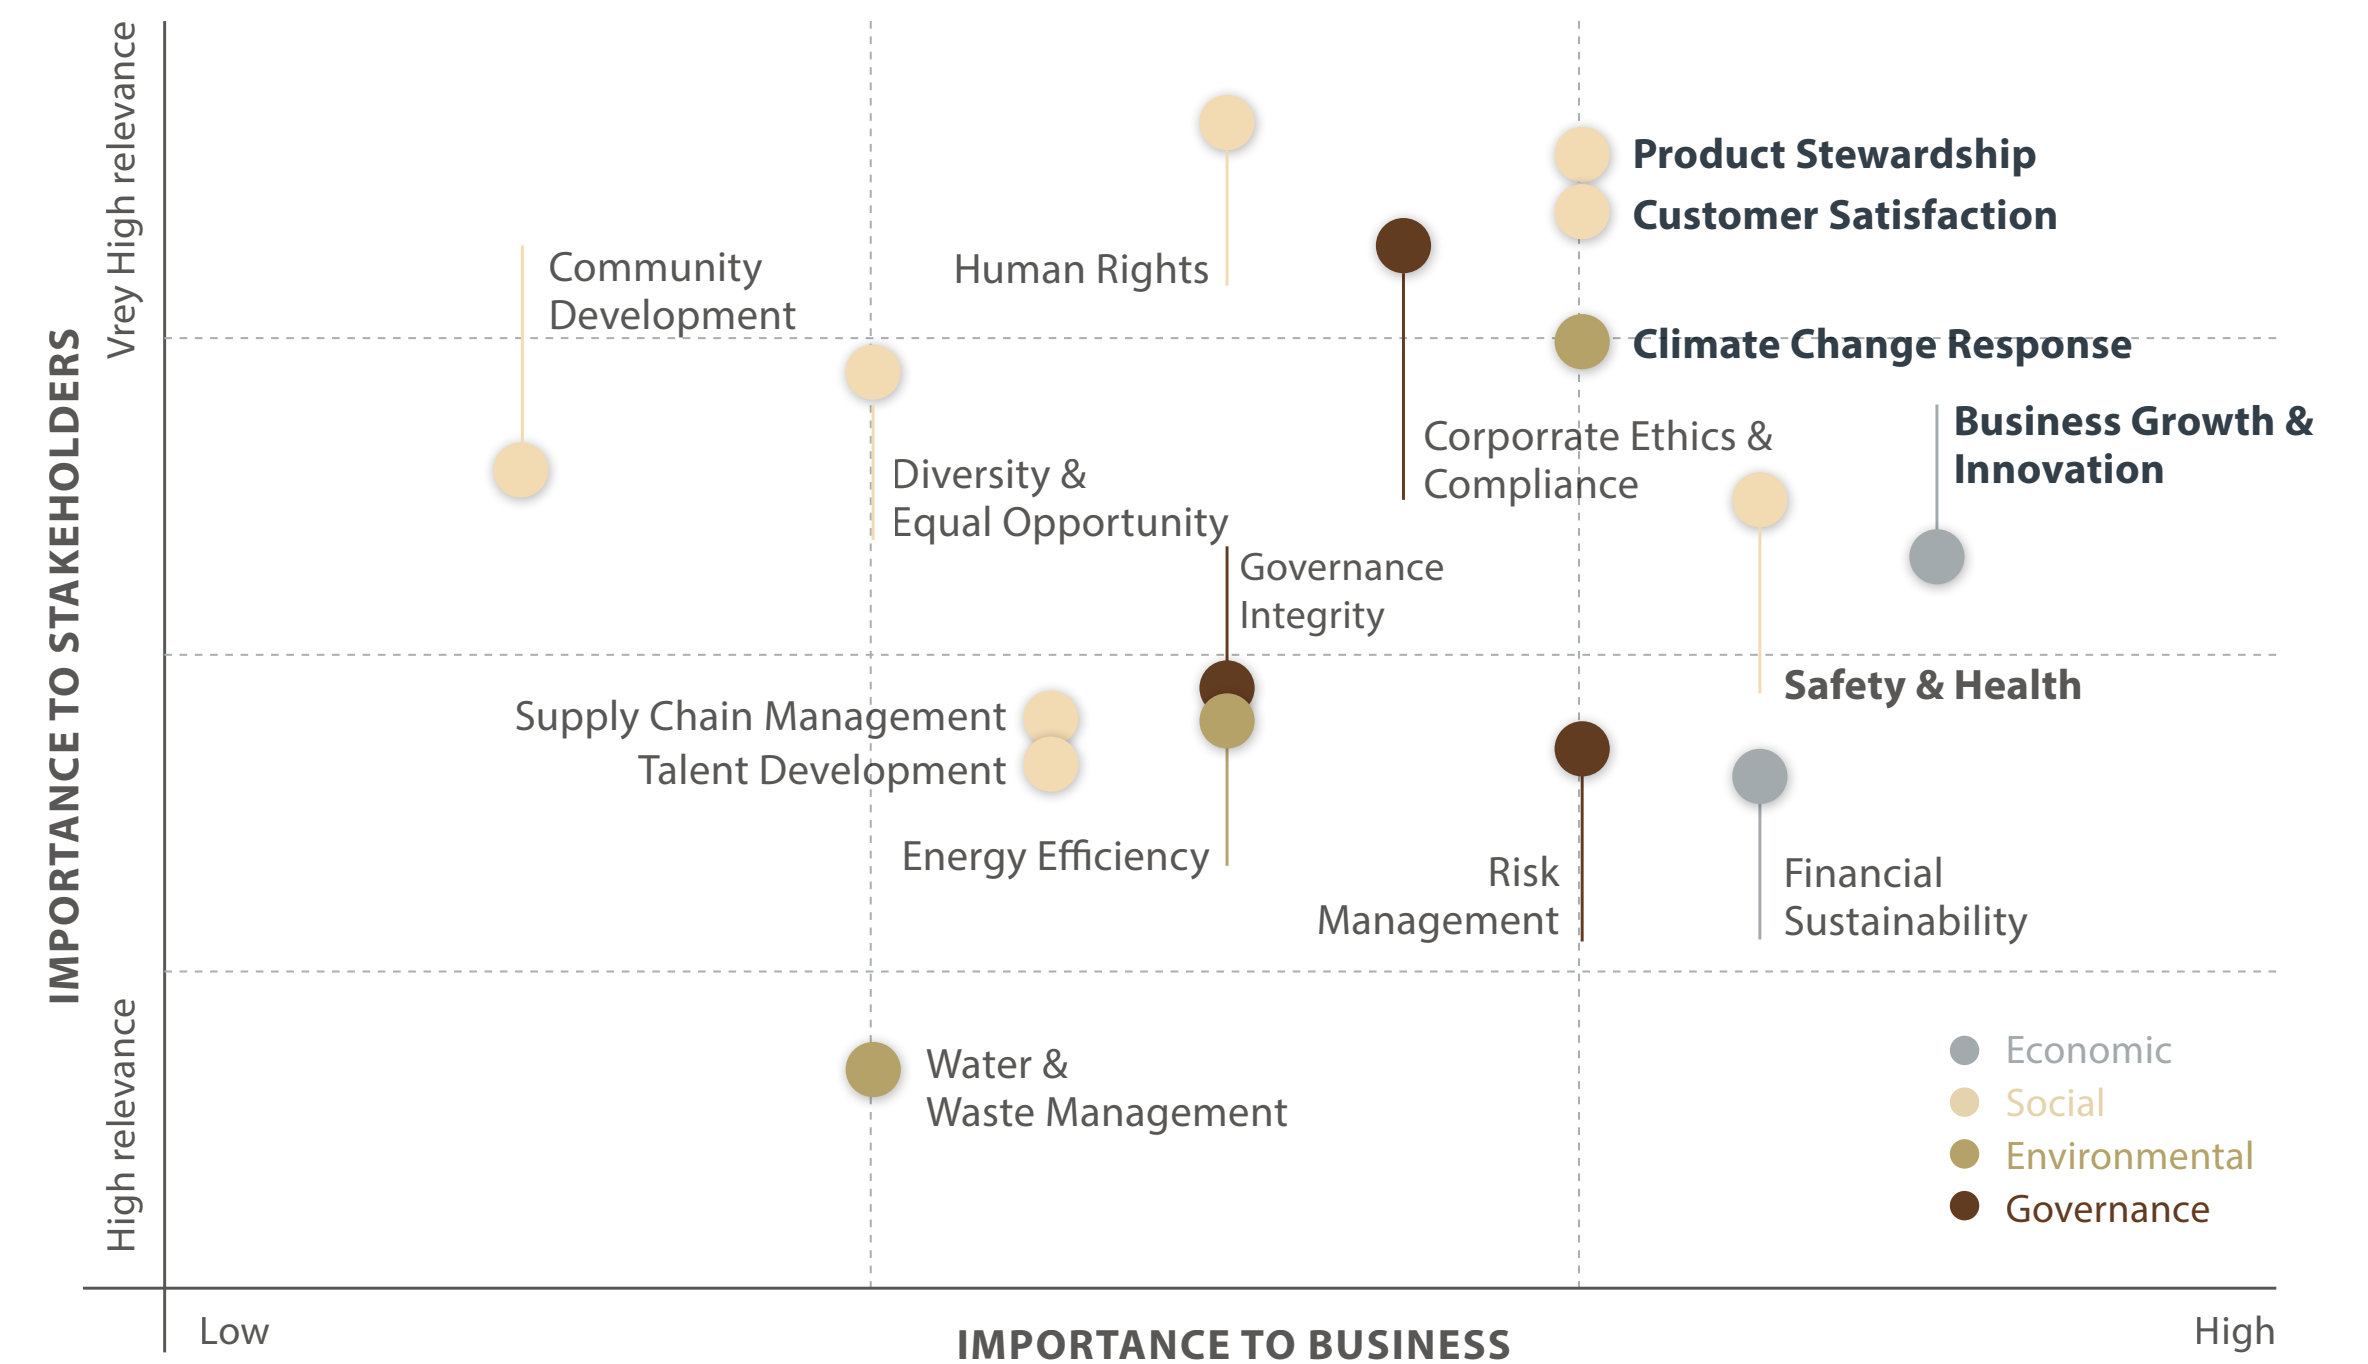 Vrey High relevance
IMPORTANCE TO STAKEHOLDERS
High relevance
Product Stewardship
Customer Satisfaction
Community
Development
Human Rights
Climate Change Response
Business Growth &
Innovation
Corporrate Ethics &
Compliance
Diversity &
Equal Opportunity
Governance
Integrity
Safety & Health
Supply Chain Management
Talent Development
Energy Efficiency
Risk
Management
Financial
Sustainability
Water &
Waste Management
Economic
Social
Environmental
Governance
Low
IMPORTANCE TO BUSINESS
High